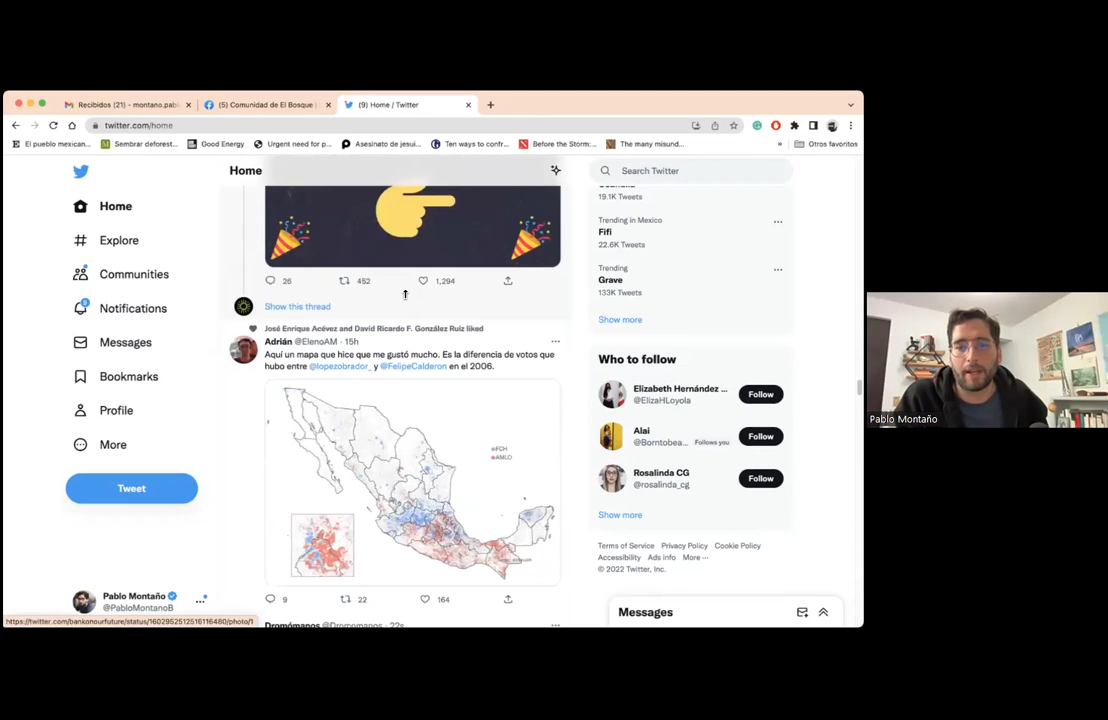 Recibidos (21) - montano.pabl
(5) Comunidad de El Bosque |
(9) Home / Twitter
twitter.com/home
El pueblo mexican...
Sembrar deforest...
Good Energy
Urgent need for p...
Asesinato de jesui...
Ten ways to confr...
Before the Storm:...
The many misund...
»
Otros favoritos
Home
Search Twitter
Home
Explore
Communities
Notifications
Messages
Bookmarks
Profile
More
Tweet
Pablo Montaño
@PabloMontanoB
26
452
1,294
Show this thread
José Enrique Acévez and David Ricardo F. González Ruiz liked
Adrián @ElenoAM · 15h
Aquí un mapa que hice que me gustó mucho. Es la diferencia de votos que
hubo entre @lopezobrador_ y @FelipeCalderon en el 2006.
FCH
AMLO
9
22
164
Dromómanos @Dromomanos · 22s
19.1K Tweets
Trending in Mexico
Fifi
22.6K Tweets
Trending
Grave
133K Tweets
Show more
Who to follow
Elizabeth Hernández ...
@ElizaHLoyola
Follow
Alai
@Borntobea...
Follows you
Follow
Rosalinda CG
@rosalinda_cg
Follow
Show more
Terms of Service Privacy Policy Cookie Policy
Accessibility Ads info More ···
© 2022 Twitter, Inc.
Messages
https://twitter.com/bankonourfuture/status/1602952512516116480/photo/1
Pablo Montaño